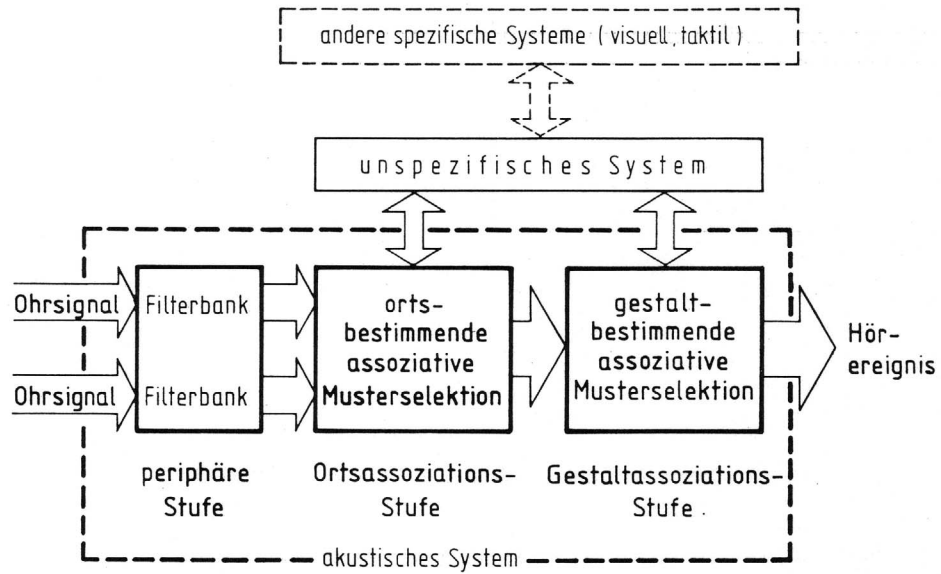 andere spezifische Systeme (visuell, taktil)
unspezifisches System
Ohrsignal
Filterbank
Ohrsignal
Filterbank
orts-
bestimmende
assoziative
Musterselektion
gestalt-
bestimmende
assoziative
Musterselektion
Hör-
ereignis
periphäre
Stufe
Ortsassoziations-
Stufe
Gestaltassoziations-
Stufe
akustisches System